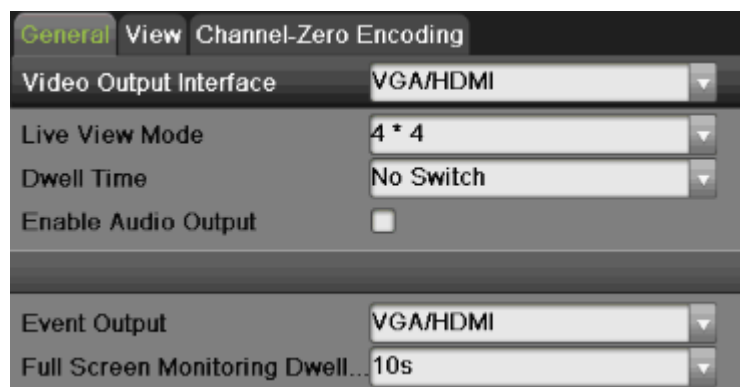 General View Channel-Zero Encoding
Video Output Interface VGA/HDMI
Live View Mode 4 * 4
Dwell Time No Switch
Enable Audio Output
Event Output VGA/HDMI
Full Screen Monitoring Dwell... 10s